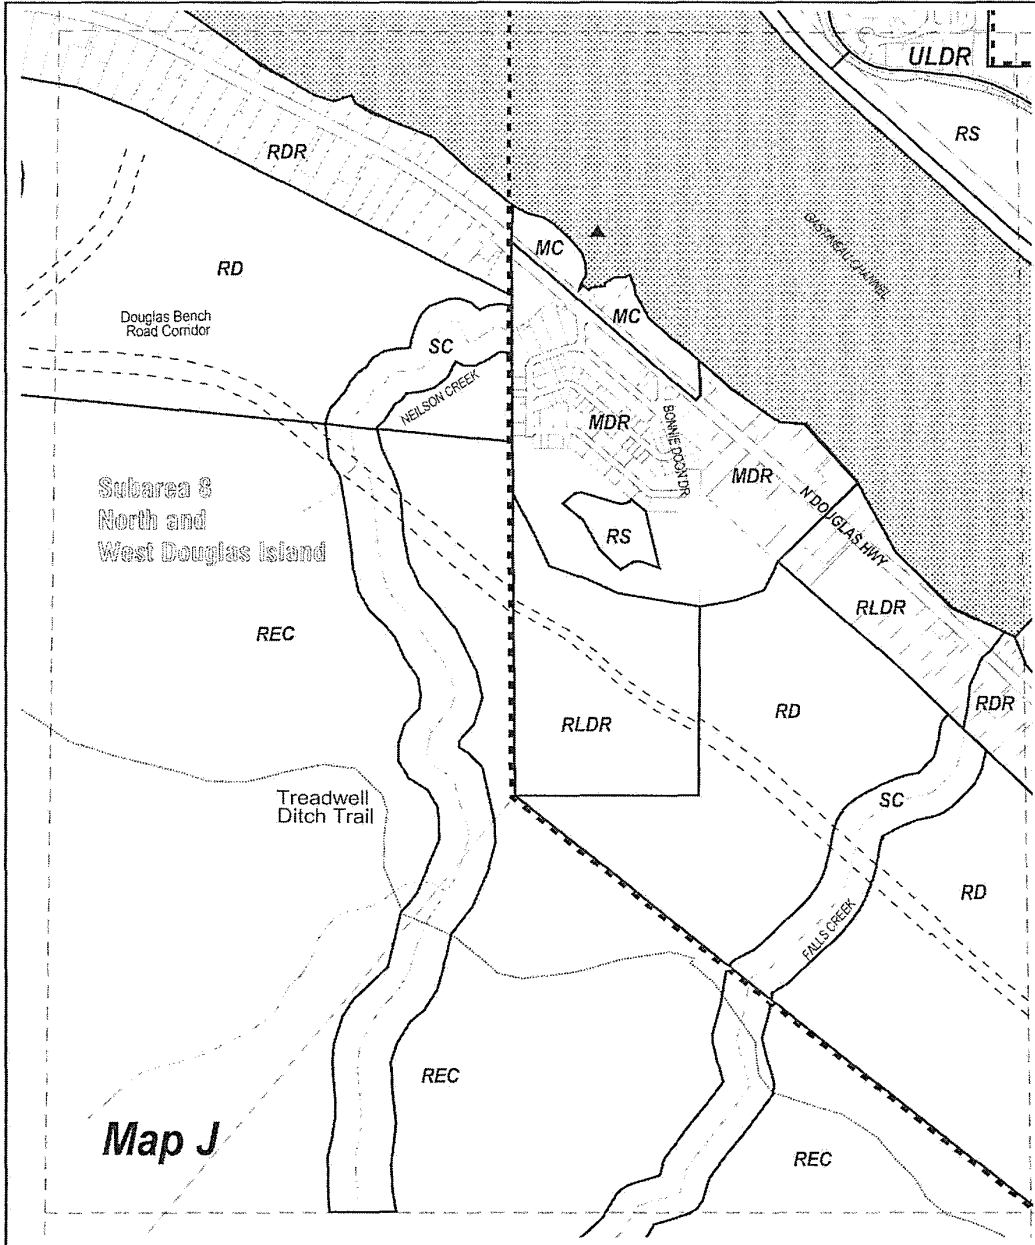 ULDR
RS
RDR
GASTINEAU CHANNEL
MC
RD
Douglas Bench
Road Corridor
MC
SC
NEILSON CREEK
MDR
BONNIE DOON DR
MDR
N DOUGLAS HWY
Subarea 8
North and
West Douglas Island
RS
RLDR
REC
RDR
RD
RLDR
Treadwell
Ditch Trail
SC
RD
FALLS CREEK
REC
Map J
REC